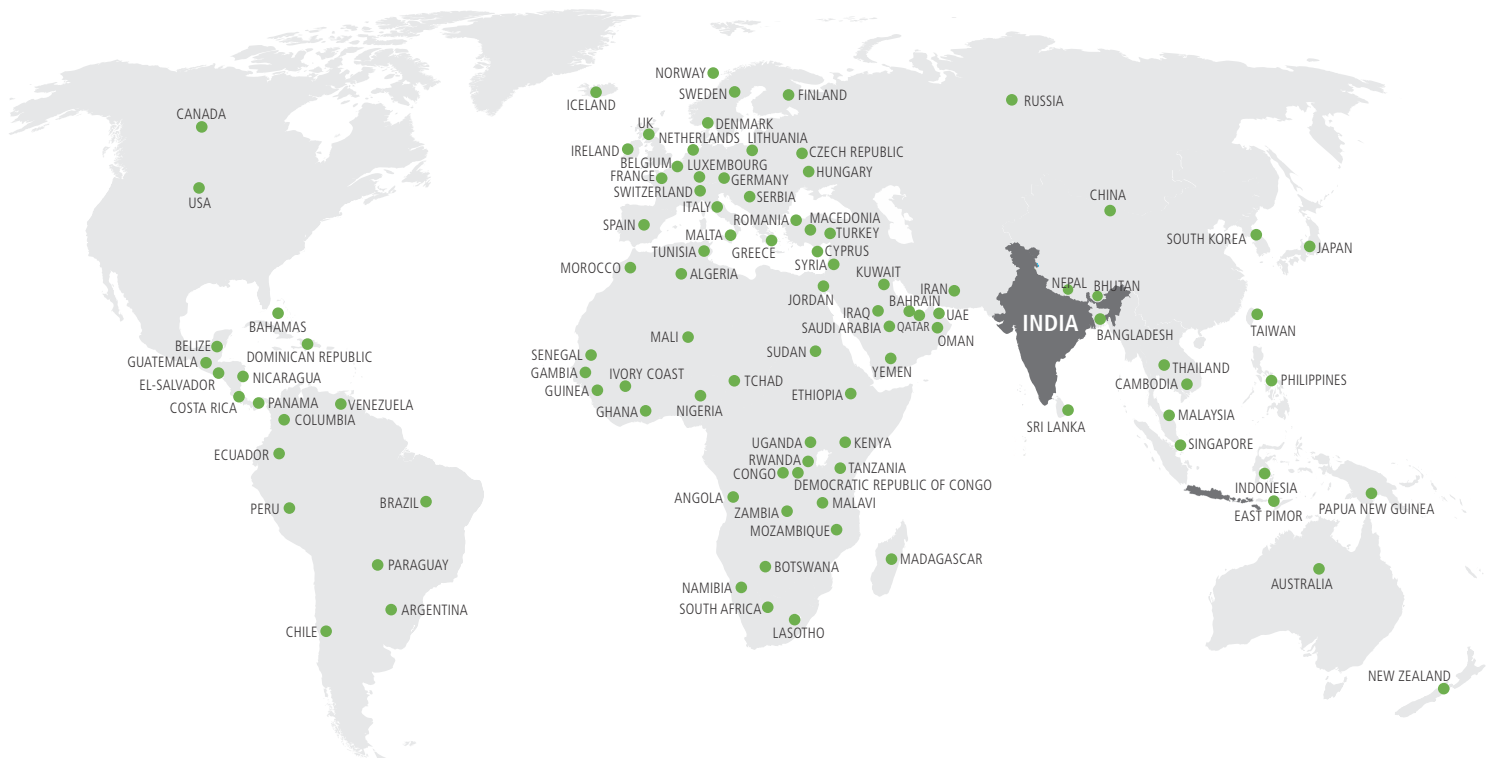 NORWAY
ICELAND
SWEDEN
FINLAND
RUSSIA
CANADA
UK
DENMARK
NETHERLANDS
LITHUANIA
IRELAND
CZECH REPUBLIC
BELGIUM
LUXEMBOURG
HUNGARY
FRANCE
GERMANY
USA
SWITZERLAND
SERBIA
CHINA
ITALY
SPAIN
ROMANIA
MACEDONIA
MALTA
TURKEY
SOUTH KOREA
JAPAN
TUNISIA
GREECE
CYPRUS
MOROCCO
ALGERIA
SYRIA
KUWAIT
NEPAL
BHUTAN
JORDAN
IRAN
BAHRAIN
BAHAMAS
IRAQ
UAE
INDIA
SAUDI ARABIA
QATAR
TAIWAN
BANGLADESH
OMAN
MALI
BELIZE
DOMINICAN REPUBLIC
SENEGAL
SUDAN
GUATEMALA
YEMEN
THAILAND
GAMBIA
IVORY COAST
TCHAD
NICARAGUA
EL-SALVADOR
CAMBODIA
PHILIPPINES
GUINEA
ETHIOPIA
COSTA RICA
PANAMA
VENEZUELA
GHANA
NIGERIA
COLUMBIA
MALAYSIA
SRI LANKA
UGANDA
KENYA
SINGAPORE
ECUADOR
RWANDA
TANZANIA
CONGO
DEMOCRATIC REPUBLIC OF CONGO
INDONESIA
ANGOLA
MALAVI
BRAZIL
PERU
ZAMBIA
EAST PIMOR
PAPUA NEW GUINEA
MOZAMBIQUE
MADAGASCAR
PARAGUAY
BOTSWANA
AUSTRALIA
NAMIBIA
ARGENTINA
SOUTH AFRICA
CHILE
LASOTHO
NEW ZEALAND